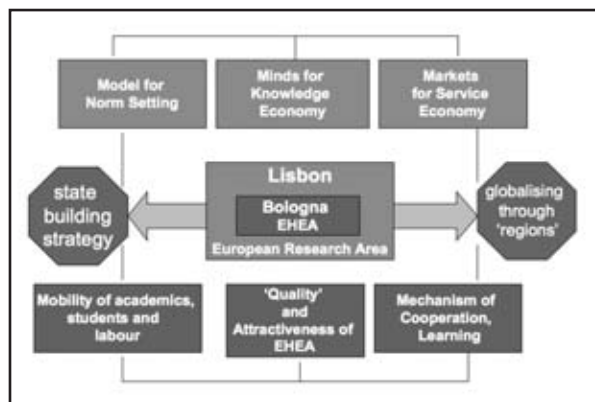 Model for
Norm Setting
Minds for
Knowledge
Economy
Markets
for Service
Economy
state
building
strategy
Lisbon
Bologna
EHEA
European Research Area
globalising
through
'regions'
Mobility of academics,
students and
labour
'Quality'
and
Attractiveness of
EHEA
Mechanism of
Cooperation,
Learning